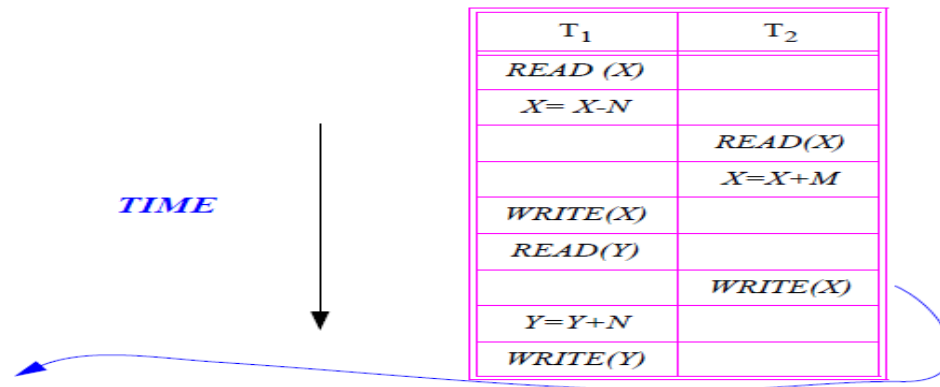 T1 T2
READ (X)
X= X-N
READ(X)
X=X+M
TIME
WRITE(X)
READ(Y)
WRITE(X)
Y=Y+N
WRITE(Y)